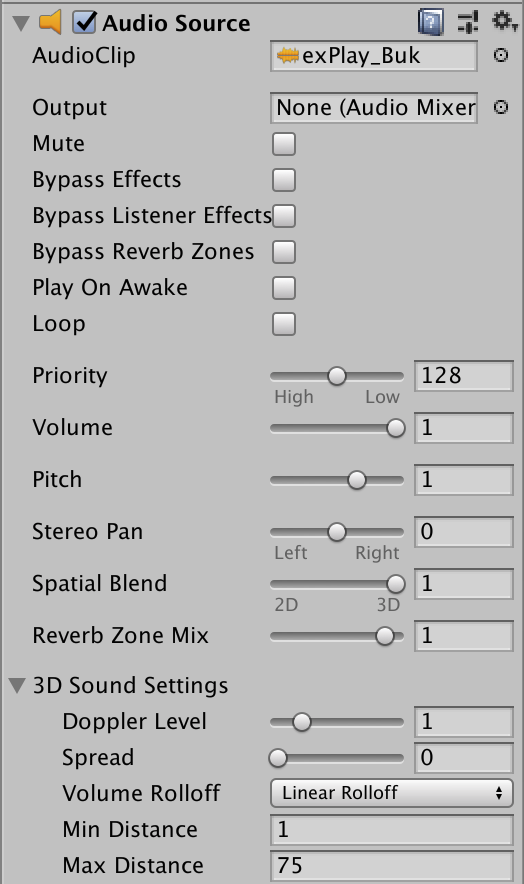 Audio Source
AudioClip exPlay_Buk
Output None (Audio Mixer
Mute
Bypass Effects
Bypass Listener Effects
Bypass Reverb Zones
Play On Awake
Loop
Priority 128
High Low
Volume 1
Pitch 1
Stereo Pan 0
Left Right
Spatial Blend 1
2D 3D
Reverb Zone Mix 1
3D Sound Settings
Doppler Level 1
Spread 0
Volume Rolloff Linear Rolloff
Min Distance 1
Max Distance 75